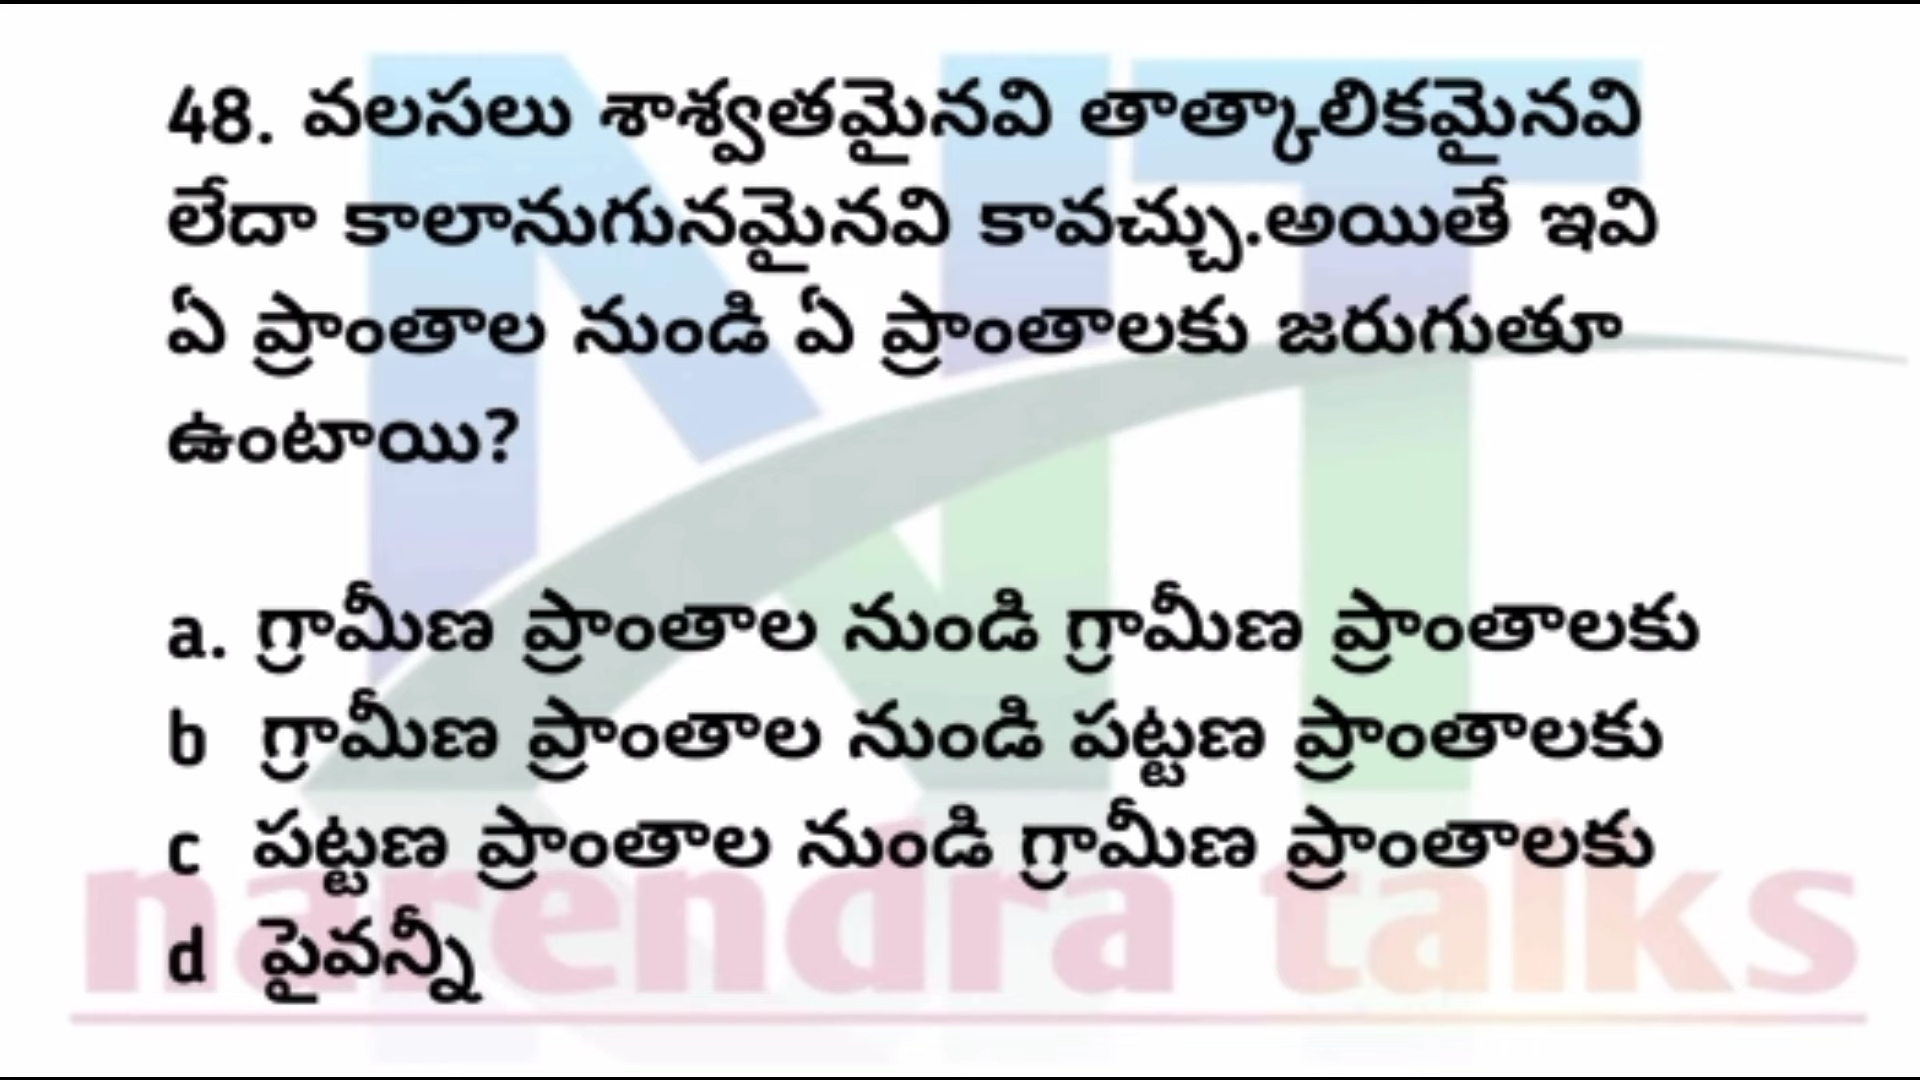 48. వలసలు శాశ్వతమైనవి తాత్కాలికమైనవి
లేదా కాలానుగునమైనవి కావచ్చు.అయితే ఇవి
ఏ ప్రాంతాల నుండి ఏ ప్రాంతాలకు జరుగుతూ
ఉంటాయి?
a. గ్రామీణ ప్రాంతాల నుండి గ్రామీణ ప్రాంతాలకు
b గ్రామీణ ప్రాంతాల నుండి పట్టణ ప్రాంతాలకు
c పట్టణ ప్రాంతాల నుండి గ్రామీణ ప్రాంతాలకు
d పైవన్నీ
NT
narendra talks